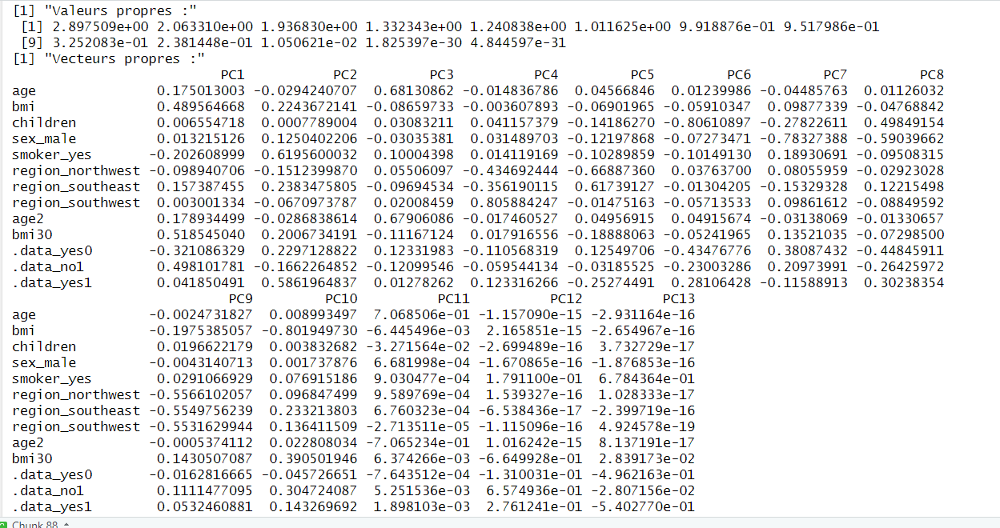 [1] "Valeurs propres :"
 [1] 2.897509e+00 2.063310e+00 1.936830e+00 1.332343e+00 1.240838e+00 1.011625e+00 9.918876e-01 9.517986e-01
 [9] 3.252083e-01 2.381448e-01 1.050621e-02 1.825397e-30 4.844597e-31
[1] "Vecteurs propres :"
PC1 PC2 PC3 PC4 PC5 PC6 PC7 PC8
age 0.175013003 -0.0294240707 0.68130862 -0.014836786 0.04566846 0.01239986 -0.04485763 0.01126032
bmi 0.489564668 0.2243672141 -0.08659733 -0.003607893 -0.06901965 -0.05910347 0.09877339 -0.04768842
children 0.006554718 0.0007789004 0.03083211 0.041157379 -0.14186270 -0.80610897 -0.27822611 0.49849154
sex_male 0.013215126 0.1250402206 -0.03035381 0.031489703 -0.12197868 -0.07273471 -0.78327388 -0.59039662
smoker_yes -0.202608999 0.6195600032 0.10004398 0.014119169 -0.10289859 -0.10149130 0.18930691 -0.09508315
region_northwest -0.098940706 -0.1512399870 0.05506097 -0.434692444 -0.66887360 0.03763700 0.08055959 -0.02923028
region_southeast 0.157387455 0.2383475805 -0.09694534 -0.356190115 0.61739127 -0.01304205 -0.15329328 0.12215498
region_southwest 0.003001334 -0.0670973787 0.02008459 0.805884247 -0.01475163 -0.05713533 0.09861612 -0.08849592
age2 0.178934499 -0.0286838614 0.67906086 -0.017460527 0.04956915 0.04915674 -0.03138069 -0.01330657
bmi30 0.518545040 0.2006734191 -0.11167124 0.017916556 -0.18888063 -0.05241965 0.13521035 -0.07298500
.data_yes0 -0.321086329 0.2297128822 0.12331983 -0.110568319 0.12549706 -0.43476776 0.38087432 -0.44845911
.data_no1 0.498101781 -0.1662264852 -0.12099546 -0.059544134 -0.03185525 -0.23003286 0.20973991 -0.26425972
.data_yes1 0.041850491 0.5861964837 0.01278262 0.123316266 -0.25274491 0.28106428 -0.11588913 0.30238354
PC9 PC10 PC11 PC12 PC13
age -0.0024731827 0.008993497 7.068506e-01 -1.157090e-15 -2.931164e-16
bmi -0.1975385057 -0.801949730 -6.445496e-03 2.165851e-15 -2.654967e-16
children 0.0196622179 0.003832682 -3.271564e-02 -2.699489e-16 3.732729e-17
sex_male -0.0043140713 0.001737876 6.681998e-04 -1.670865e-16 -1.876853e-16
smoker_yes 0.0291066929 0.076915186 9.030477e-04 1.791100e-01 6.784364e-01
region_northwest -0.5566102057 0.096847499 9.589769e-04 1.539327e-16 1.028333e-17
region_southeast -0.5549756239 0.233213803 6.760323e-04 -6.538436e-17 -2.399719e-16
region_southwest -0.5531629944 0.136411509 -2.713511e-05 -1.115096e-16 4.924578e-19
age2 -0.0005374112 0.022808034 -7.065234e-01 1.016242e-15 8.137191e-17
bmi30 0.1430507087 0.390501946 6.374266e-03 -6.649928e-01 2.839173e-02
.data_yes0 -0.0162816665 -0.045726651 -7.643512e-04 -1.310031e-01 -4.962163e-01
.data_no1 0.1111477095 0.304724087 5.251536e-03 6.574936e-01 -2.807156e-02
.data_yes1 0.0532460881 0.143269692 1.898103e-03 2.761241e-01 -5.402770e-01
Chunk 88